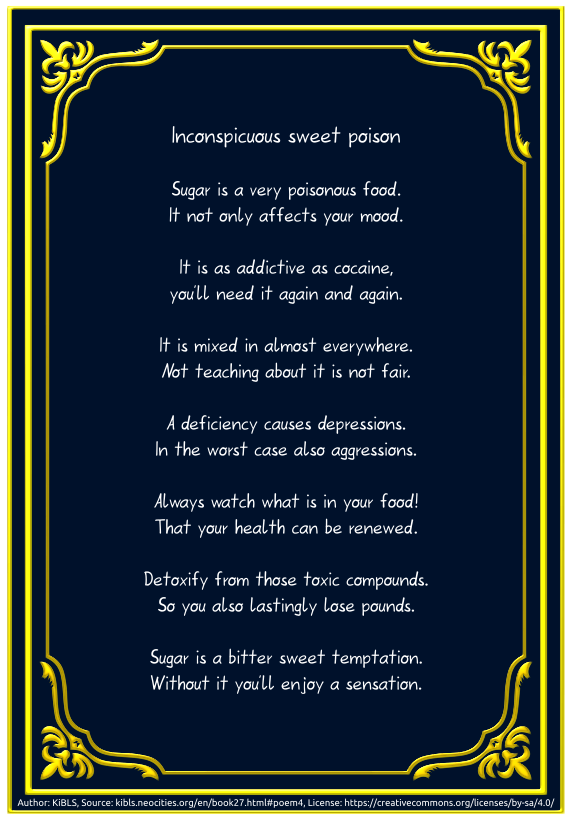 Inconspicuous sweet poison
Sugar is a very poisonous food.
It not only affects your mood.
It is as addictive as cocaine,
you'll need it again and again.
It is mixed in almost everywhere.
Not teaching about it is not fair.
A deficiency causes depressions.
In the worst case also aggressions.
Always watch what is in your food!
That your health can be renewed.
Detoxify from those toxic compounds.
So you also lastingly lose pounds.
Sugar is a bitter sweet temptation.
Without it you'll enjoy a sensation.
Author: KiBLS, Source: kibls.neocities.org/en/book27.html#poem4, License: https://creativecommons.org/licenses/by-sa/4.0/